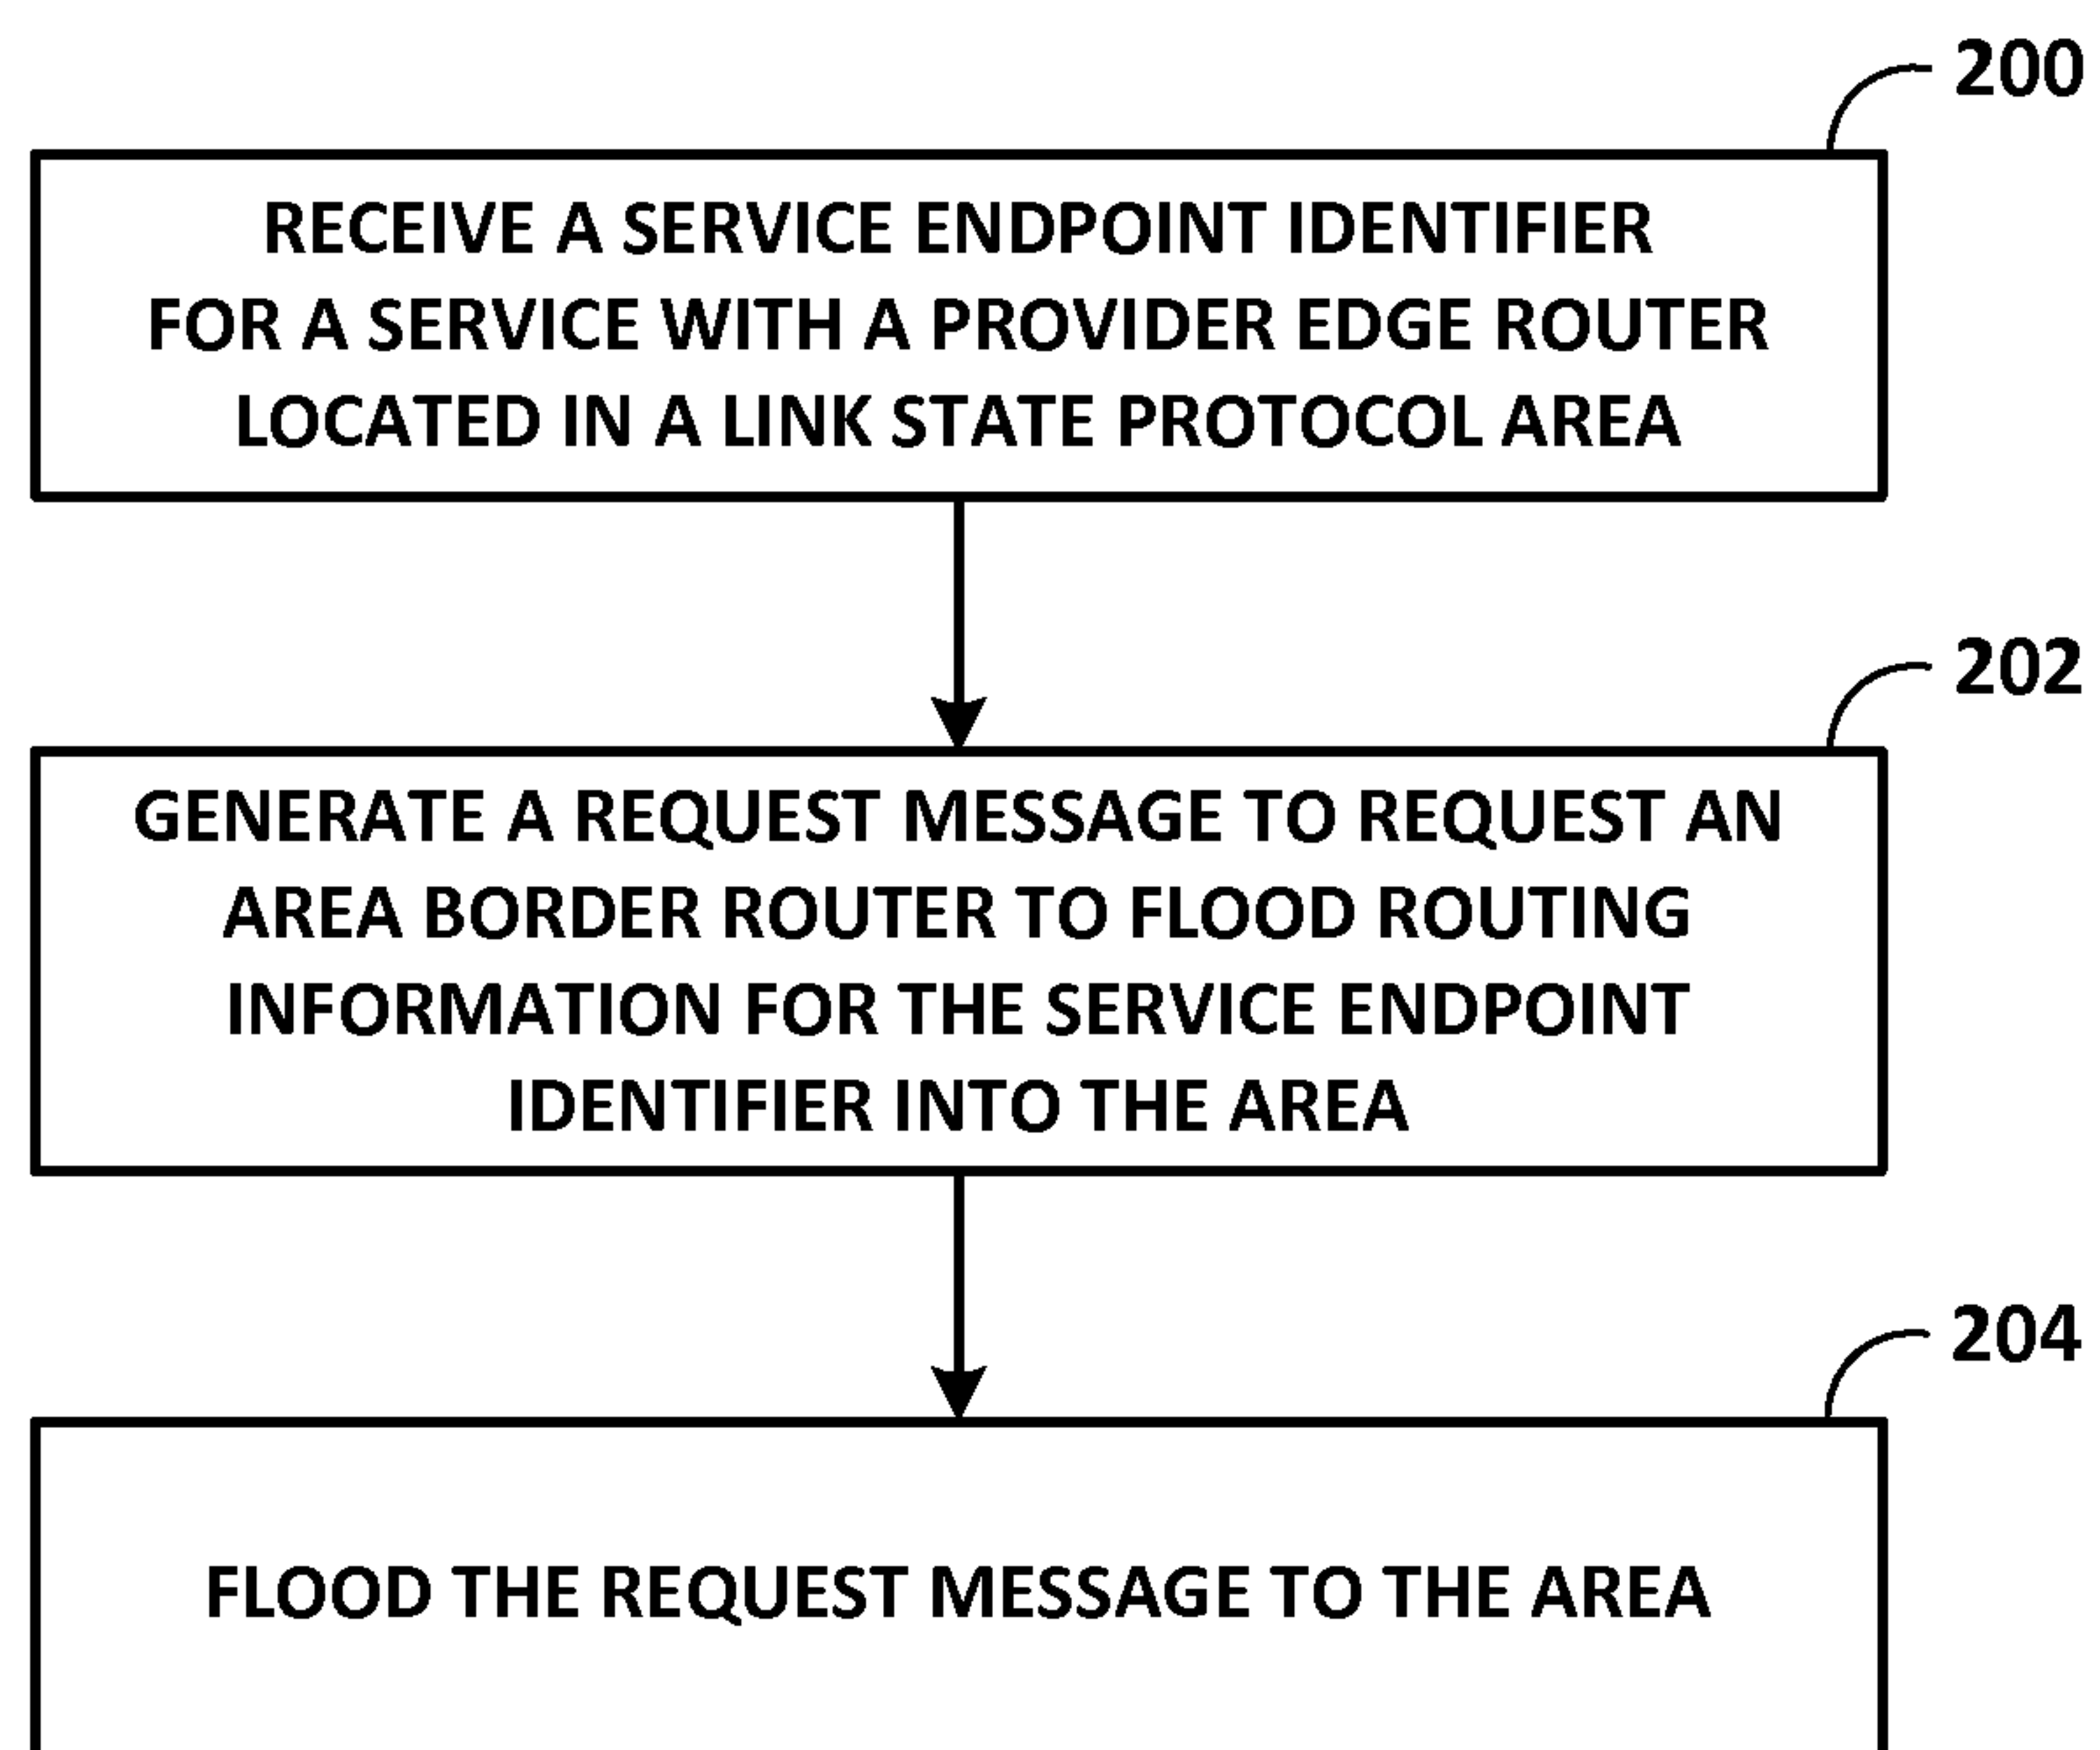 200
RECEIVE A SERVICE ENDPOINT IDENTIFIER
FOR A SERVICE WITH A PROVIDER EDGE ROUTER
LOCATED IN A LINK STATE PROTOCOL AREA
202
GENERATE A REQUEST MESSAGE TO REQUEST AN
AREA BORDER ROUTER TO FLOOD ROUTING
INFORMATION FOR THE SERVICE ENDPOINT
IDENTIFIER INTO THE AREA
204
FLOOD THE REQUEST MESSAGE TO THE AREA